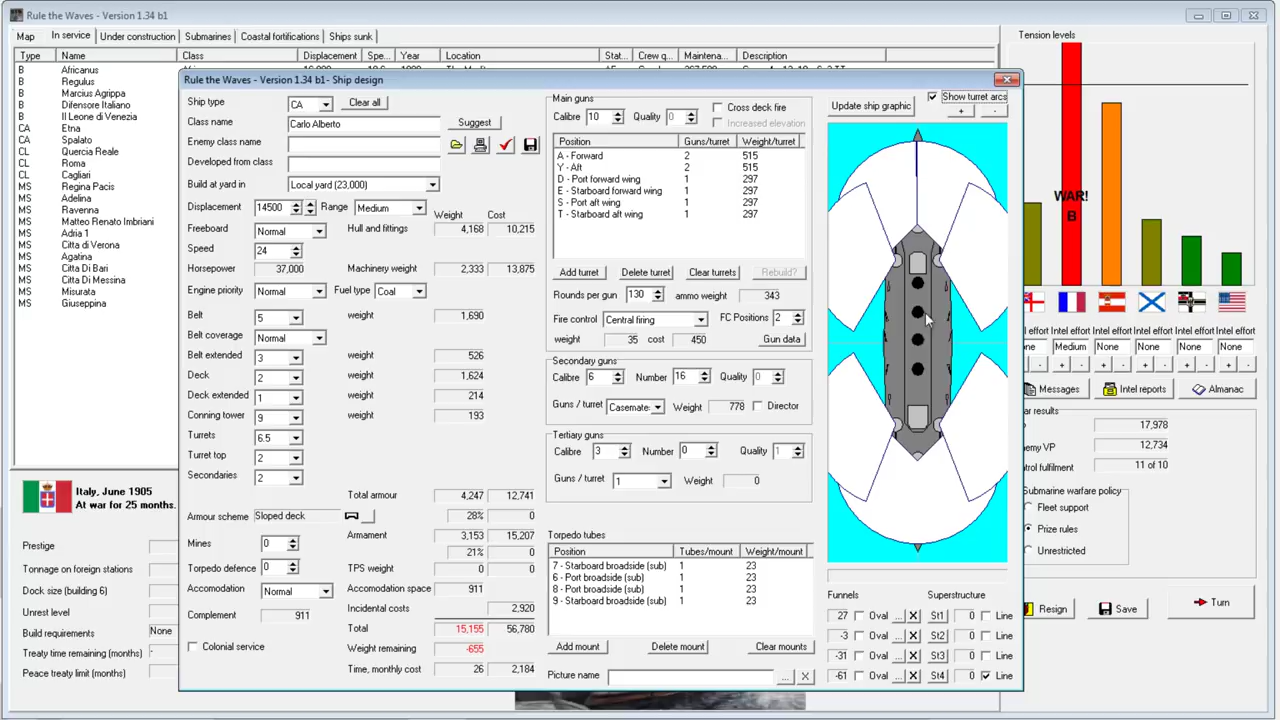 Rule the Waves - Version 1.34 b1
Map In service Under construction Submarines Coastal fortifications Ships sunk
Type Name Class Displacement Spe... Year Location Stat... Crew q... Maintena... Description
B Africanus
B Regulus
B Marcus Agrippa
B Difensore Italiano
B Il Leone di Venezia
CA Etna
CA Spalato
CL Quercia Reale
CL Roma
CL Cagliari
MS Regina Pacis
MS Adelina
MS Ravenna
MS Matteo Renato Imbriani
MS Adria 1
MS Citta di Verona
MS Agatina
MS Citta Di Bari
MS Citta Di Messina
MS Misurata
MS Giuseppina
Italy, June 1905
At war for 25 months.
Prestige
Tonnage on foreign stations
Dock size (building 6)
Unrest level
Build requirements None
Treaty time remaining (months) -
Peace treaty limit (months)
Rule the Waves - Version 1.34 b1- Ship design
Ship type CA Clear all
Class name Carlo Alberto Suggest
Enemy class name
Developed from class
Build at yard in Local yard (23,000)
Displacement 14500 Range Medium Weight Cost
Freeboard Normal Hull and fittings 4,168 10,215
Speed 24
Horsepower 37,000 Machinery weight 2,333 13,875
Engine priority Normal Fuel type Coal
Belt 5 weight 1,690
Belt coverage Normal
Belt extended 3 weight 526
Deck 2 weight 1,624
Deck extended 1 weight 214
Conning tower 9 weight 193
Turrets 6.5
Turret top 2
Secondaries 2
Total armour 4,247 12,741
Armour scheme Sloped deck 28% 0
Mines 0 Armament 3,153 15,207
21% 0
Torpedo defence 0 TPS weight 0 0
Accomodation Normal Accomodation space 911
Complement 911 Incidental costs 2,920
Total 15,155 56,780
Colonial service Weight remaining -655
Time, monthly cost 26 2,184
Main guns
Calibre 10 Quality 0 Cross deck fire
Increased elevation
Position Guns/turret Weight/turret
A - Forward 2 515
Y - Aft 2 515
D - Port forward wing 1 297
E - Starboard forward wing 1 297
S - Port aft wing 1 297
T - Starboard aft wing 1 297
Add turret Delete turret Clear turrets Rebuild?
Rounds per gun 130 ammo weight 343
Fire control Central firing FC Positions 2
weight 35 cost 450 Gun data
Secondary guns
Calibre 6 Number 16 Quality 0
Guns / turret Casemate: Weight 778 Director
Tertiary guns
Calibre 3 Number 0 Quality 1
Guns / turret 1 Weight 0
Torpedo tubes
Position Tubes/mount Weight/mount
7 - Starboard broadside (sub) 1 23
6 - Port broadside (sub) 1 23
8 - Port broadside (sub) 1 23
9 - Starboard broadside (sub) 1 23
Add mount Delete mount Clear mounts
Picture name ... X
Update ship graphic Show turret arcs
+ -
Funnels Superstructure
27 Oval ... X St1 0 Line
-3 Oval ... X St2 0 Line
-31 Oval ... X St3 0 Line
-61 Oval ... X St4 0 Line
Tension levels
WAR!
B
Intel effort Intel effort Intel effort Intel effort Intel effort
Medium None None None None
+ - + - + - + - + -
Messages Intel reports Almanac
17,978
12,734
11 of 10
Submarine warfare policy
Fleet support
Prize rules
Unrestricted
Resign Save Turn